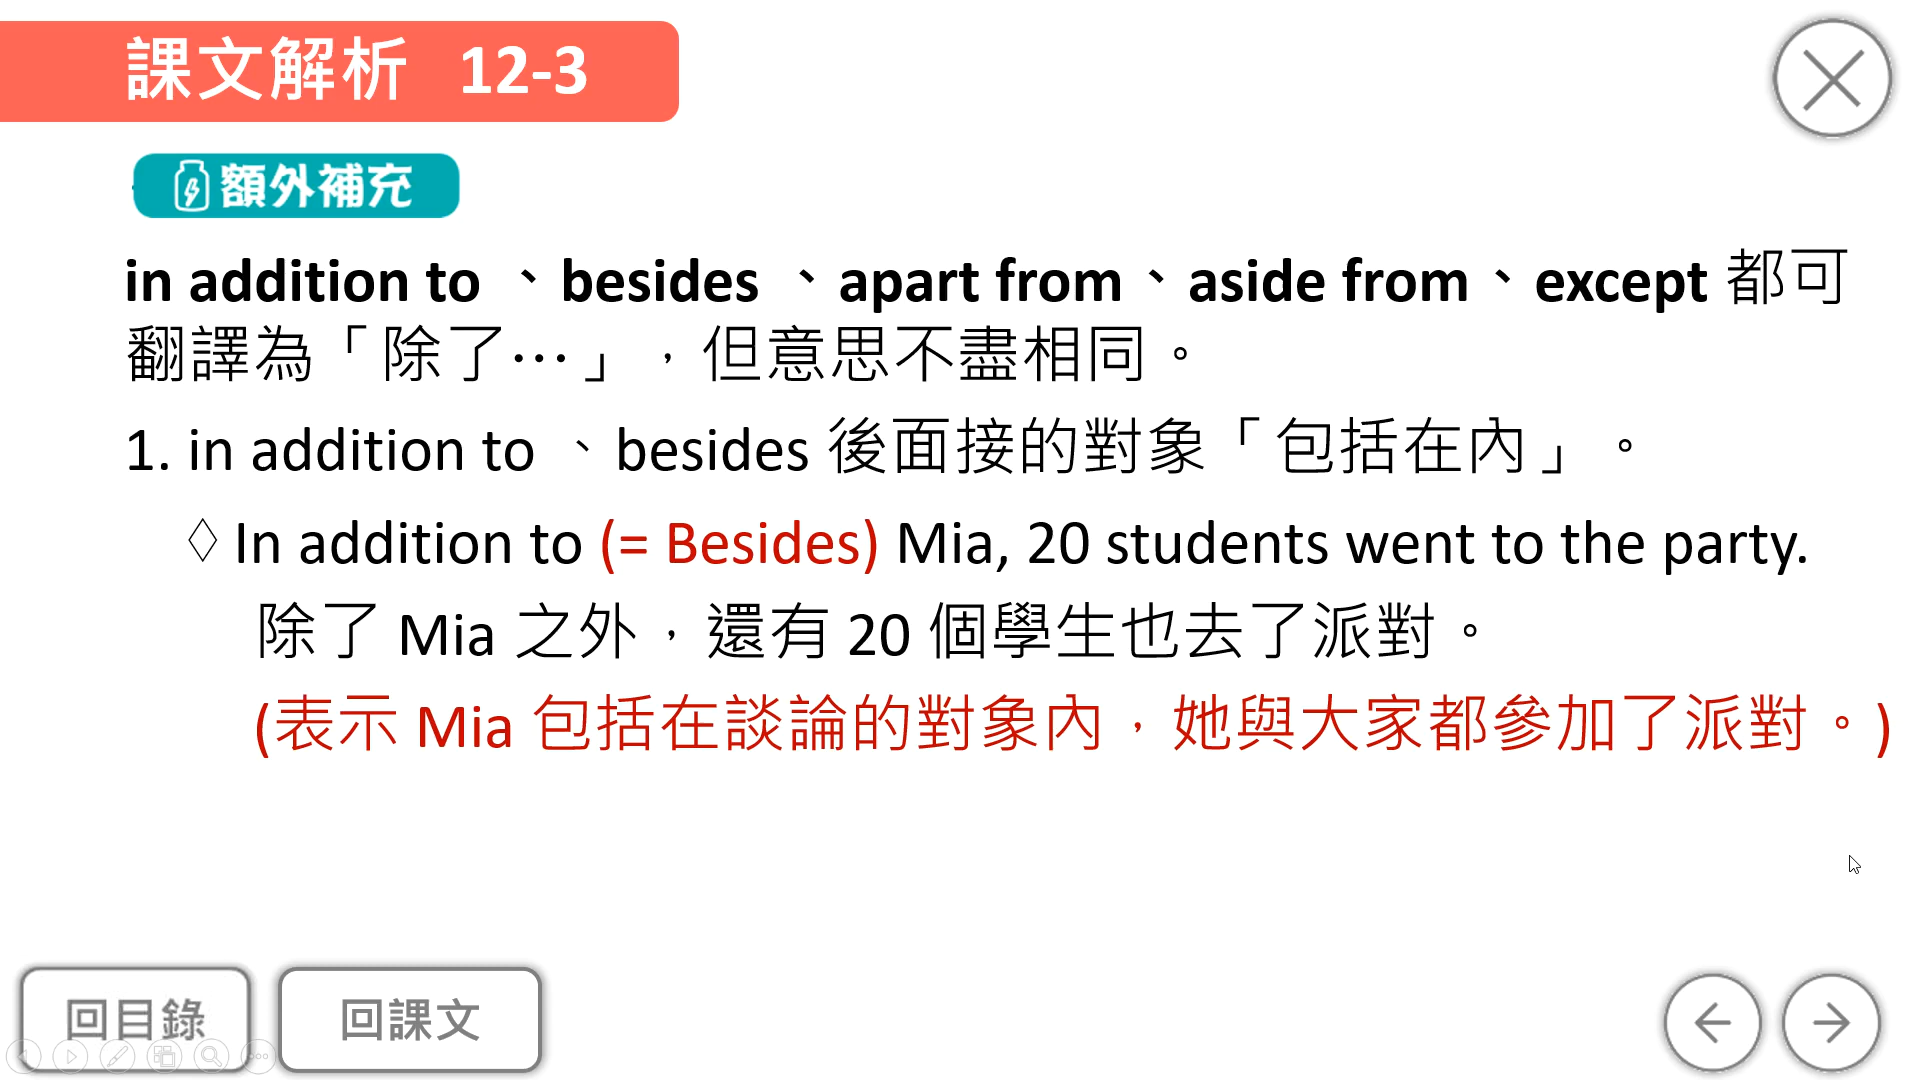 課文解析 12-3
額外補充
in addition to 、besides 、apart from、aside from、except 都可
翻譯為「除了…」，但意思不盡相同。
1. in addition to 、besides 後面接的對象「包括在內」。
◊ In addition to (= Besides) Mia, 20 students went to the party.
除了 Mia 之外，還有 20 個學生也去了派對。
(表示 Mia 包括在談論的對象內，她與大家都參加了派對。)
回目錄
回課文